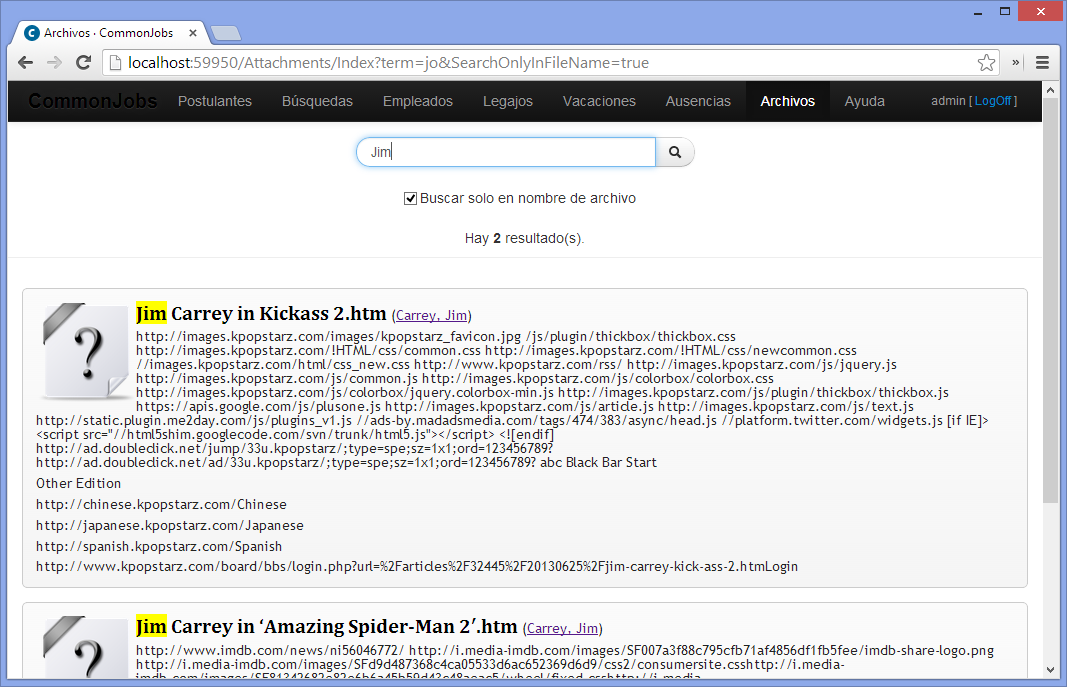 Archivos · CommonJobs
localhost:59950/Attachments/Index?term=jo&SearchOnlyInFileName=true
CommonJobs Postulantes Búsquedas Empleados Legajos Vacaciones Ausencias Archivos Ayuda admin [ LogOff ]
Jim
Buscar solo en nombre de archivo
Hay 2 resultado(s).
Jim Carrey in Kickass 2.htm (Carrey, Jim)
http://images.kpopstarz.com/images/kpopstarz_favicon.jpg /js/plugin/thickbox/thickbox.css
http://images.kpopstarz.com/!HTML/css/common.css http://images.kpopstarz.com/!HTML/css/newcommon.css
//images.kpopstarz.com/html/css_new.css http://www.kpopstarz.com/rss/ http://images.kpopstarz.com/js/jquery.js
http://images.kpopstarz.com/js/common.js http://images.kpopstarz.com/js/colorbox/colorbox.css
http://images.kpopstarz.com/js/colorbox/jquery.colorbox-min.js http://images.kpopstarz.com/js/plugin/thickbox/thickbox.js
https://apis.google.com/js/plusone.js http://images.kpopstarz.com/js/article.js http://images.kpopstarz.com/js/text.js
http://static.plugin.me2day.com/js/plugins_v1.js //ads-by.madadsmedia.com/tags/474/383/async/head.js //platform.twitter.com/widgets.js [if IE]>
<script src="//html5shim.googlecode.com/svn/trunk/html5.js"></script> <![endif]
http://ad.doubleclick.net/jump/33u.kpopstarz/;type=spe;sz=1x1;ord=123456789?
http://ad.doubleclick.net/ad/33u.kpopstarz/;type=spe;sz=1x1;ord=123456789? abc Black Bar Start
Other Edition
http://chinese.kpopstarz.com/Chinese
http://japanese.kpopstarz.com/Japanese
http://spanish.kpopstarz.com/Spanish
http://www.kpopstarz.com/board/bbs/login.php?url=%2Farticles%2F32445%2F20130625%2Fjim-carrey-kick-ass-2.htmLogin
Jim Carrey in ‘Amazing Spider-Man 2’.htm (Carrey, Jim)
http://www.imdb.com/news/ni56046772/ http://i.media-imdb.com/images/SF007a3f88c795cfb71af4856df1fb5fee/imdb-share-logo.png
http://i.media-imdb.com/images/SFd9d487368c4ca05533d6ac652369d6d9/css2/consumersite.csshttp://i.media-